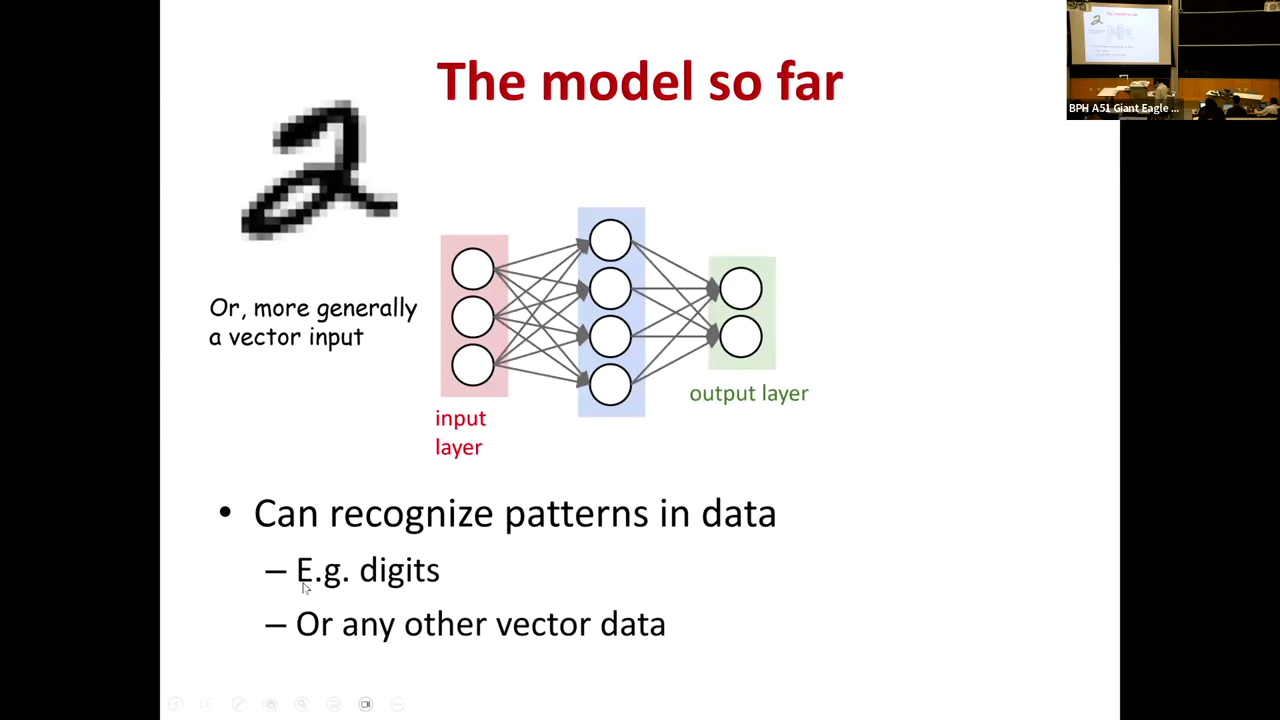 The model so far
2
Or, more generally
a vector input
input
layer
output layer
• Can recognize patterns in data
– E.g. digits
– Or any other vector data
BPH A51 Giant Eagle ...